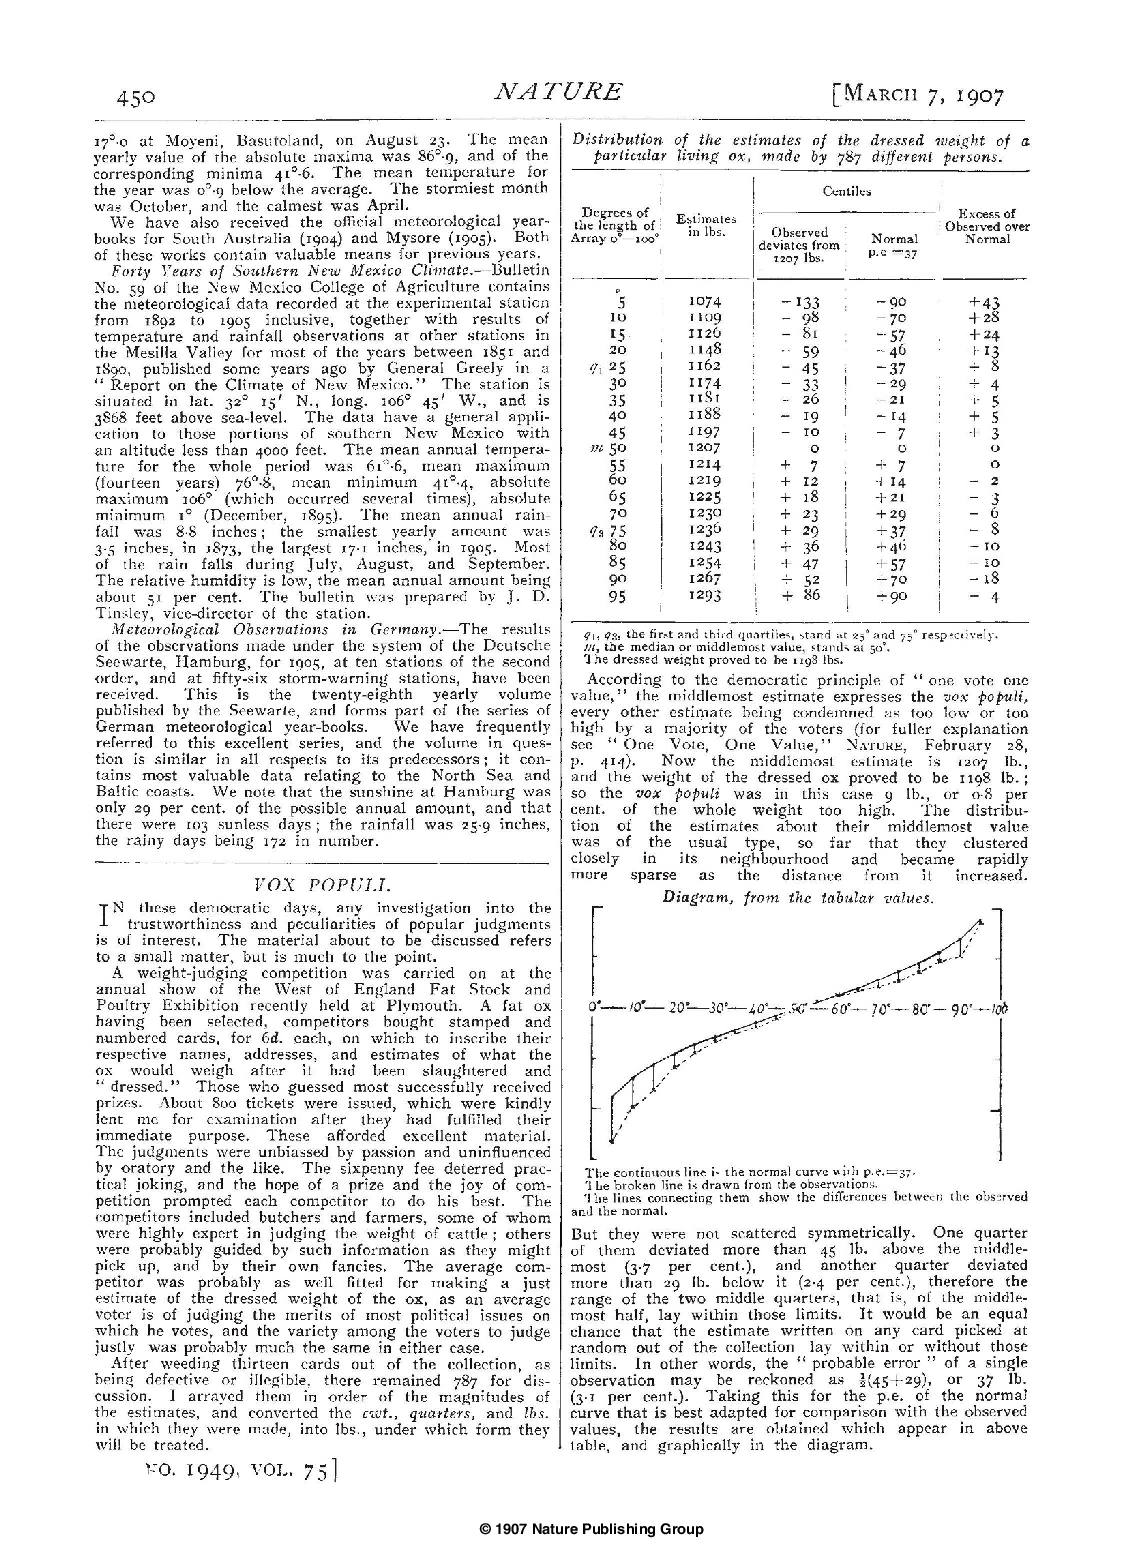 450
NATURE
[MARCH 7, 1907
17°·0 at Moyeni, Basutoland, on August 23. The mean
yearly value of the absolute maxima was 86°·9, and of the
corresponding minima 41°·6. The mean temperature for
the year was 0°·9 below the average. The stormiest month
was October, and the calmest was April.
We have also received the official meteorological year-
books for South Australia (1904) and Mysore (1905). Both
of these works contain valuable means for previous years.
Forty Years of Southern New Mexico Climate.—Bulletin
No. 59 of the New Mexico College of Agriculture contains
the meteorological data recorded at the experimental station
from 1892 to 1905 inclusive, together with results of
temperature and rainfall observations at other stations in
the Mesilla Valley for most of the years between 1851 and
1890, published some years ago by General Greely in a
"Report on the Climate of New Mexico." The station is
situated in lat. 32° 15′ N., long. 106° 45′ W., and is
3868 feet above sea-level. The data have a general appli-
cation to those portions of southern New Mexico with
an altitude less than 4000 feet. The mean annual tempera-
ture for the whole period was 61°·6, mean maximum
(fourteen years) 76°·8, mean minimum 41°·4, absolute
maximum 106° (which occurred several times), absolute
minimum 1° (December, 1895). The mean annual rain-
fall was 8·8 inches; the smallest yearly amount was
3·5 inches, in 1873, the largest 17·1 inches, in 1905. Most
of the rain falls during July, August, and September.
The relative humidity is low, the mean annual amount being
about 51 per cent. The bulletin was prepared by J. D.
Tinsley, vice-director of the station.
Meteorological Observations in Germany.—The results
of the observations made under the system of the Deutsche
Seewarte, Hamburg, for 1905, at ten stations of the second
order, and at fifty-six storm-warning stations, have been
received. This is the twenty-eighth yearly volume
published by the Seewarte, and forms part of the series of
German meteorological year-books. We have frequently
referred to this excellent series, and the volume in ques-
tion is similar in all respects to its predecessors; it con-
tains most valuable data relating to the North Sea and
Baltic coasts. We note that the sunshine at Hamburg was
only 29 per cent. of the possible annual amount, and that
there were 103 sunless days; the rainfall was 25·9 inches,
the rainy days being 172 in number.
VOX POPULI.
IN these democratic days, any investigation into the
trustworthiness and peculiarities of popular judgments
is of interest. The material about to be discussed refers
to a small matter, but is much to the point.
A weight-judging competition was carried on at the
annual show of the West of England Fat Stock and
Poultry Exhibition recently held at Plymouth. A fat ox
having been selected, competitors bought stamped and
numbered cards, for 6d. each, on which to inscribe their
respective names, addresses, and estimates of what the
ox would weigh after it had been slaughtered and
"dressed." Those who guessed most successfully received
prizes. About 800 tickets were issued, which were kindly
lent me for examination after they had fulfilled their
immediate purpose. These afforded excellent material.
The judgments were unbiassed by passion and uninfluenced
by oratory and the like. The sixpenny fee deterred prac-
tical joking, and the hope of a prize and the joy of com-
petition prompted each competitor to do his best. The
competitors included butchers and farmers, some of whom
were highly expert in judging the weight of cattle; others
were probably guided by such information as they might
pick up, and by their own fancies. The average com-
petitor was probably as well fitted for making a just
estimate of the dressed weight of the ox, as an average
voter is of judging the merits of most political issues on
which he votes, and the variety among the voters to judge
justly was probably much the same in either case.
After weeding thirteen cards out of the collection, as
being defective or illegible, there remained 787 for dis-
cussion. I arrayed them in order of the magnitudes of
the estimates, and converted the cwt., quarters, and lbs.
in which they were made, into lbs., under which form they
will be treated.
NO. 1949, VOL. 75]
Distribution of the estimates of the dressed weight of a
particular living ox, made by 787 different persons.
Degrees of the length of Array 0°—100° | Estimates in lbs. | Centiles: Observed deviates from 1207 lbs. | Normal p.e =37 | Excess of Observed over Normal
5 1074 −133 −90 +43
10 1109 − 98 −70 +28
15 1126 − 81 −57 +24
20 1148 − 59 −46 +13
q1 25 1162 − 45 −37 + 8
30 1174 − 33 −29 + 4
35 1181 − 26 −21 + 5
40 1188 − 19 −14 + 5
45 1197 − 10 − 7 + 3
m 50 1207 0 0 0
55 1214 + 7 + 7 0
60 1219 + 12 +14 − 2
65 1225 + 18 +21 − 3
70 1230 + 23 +29 − 6
q3 75 1236 + 29 +37 − 8
80 1243 + 36 +46 −10
85 1254 + 47 +57 −10
90 1267 + 52 +70 −18
95 1293 + 86 +90 − 4
q1, q3, the first and third quartiles, stand at 25° and 75° respectively.
m, the median or middlemost value, stands at 50°.
The dressed weight proved to be 1198 lbs.
According to the democratic principle of "one vote one
value," the middlemost estimate expresses the vox populi,
every other estimate being condemned as too low or too
high by a majority of the voters (for fuller explanation
see "One Vote, One Value," NATURE, February 28,
p. 414). Now the middlemost estimate is 1207 lb.,
and the weight of the dressed ox proved to be 1198 lb.;
so the vox populi was in this case 9 lb., or 0·8 per
cent. of the whole weight too high. The distribu-
tion of the estimates about their middlemost value
was of the usual type, so far that they clustered
closely in its neighbourhood and became rapidly
more sparse as the distance from it increased.
Diagram, from the tabular values.
0° 10° 20° 30° 40° 50° 60° 70° 80° 90° 100
The continuous line is the normal curve with p.e.=37.
The broken line is drawn from the observations.
The lines connecting them show the differences between the observed
and the normal.
But they were not scattered symmetrically. One quarter
of them deviated more than 45 lb. above the middle-
most (3·7 per cent.), and another quarter deviated
more than 29 lb. below it (2·4 per cent.), therefore the
range of the two middle quarters, that is, of the middle-
most half, lay within those limits. It would be an equal
chance that the estimate written on any card picked at
random out of the collection lay within or without those
limits. In other words, the "probable error" of a single
observation may be reckoned as ½(45+29), or 37 lb.
(3·1 per cent.). Taking this for the p.e. of the normal
curve that is best adapted for comparison with the observed
values, the results are obtained which appear in above
table, and graphically in the diagram.
© 1907 Nature Publishing Group